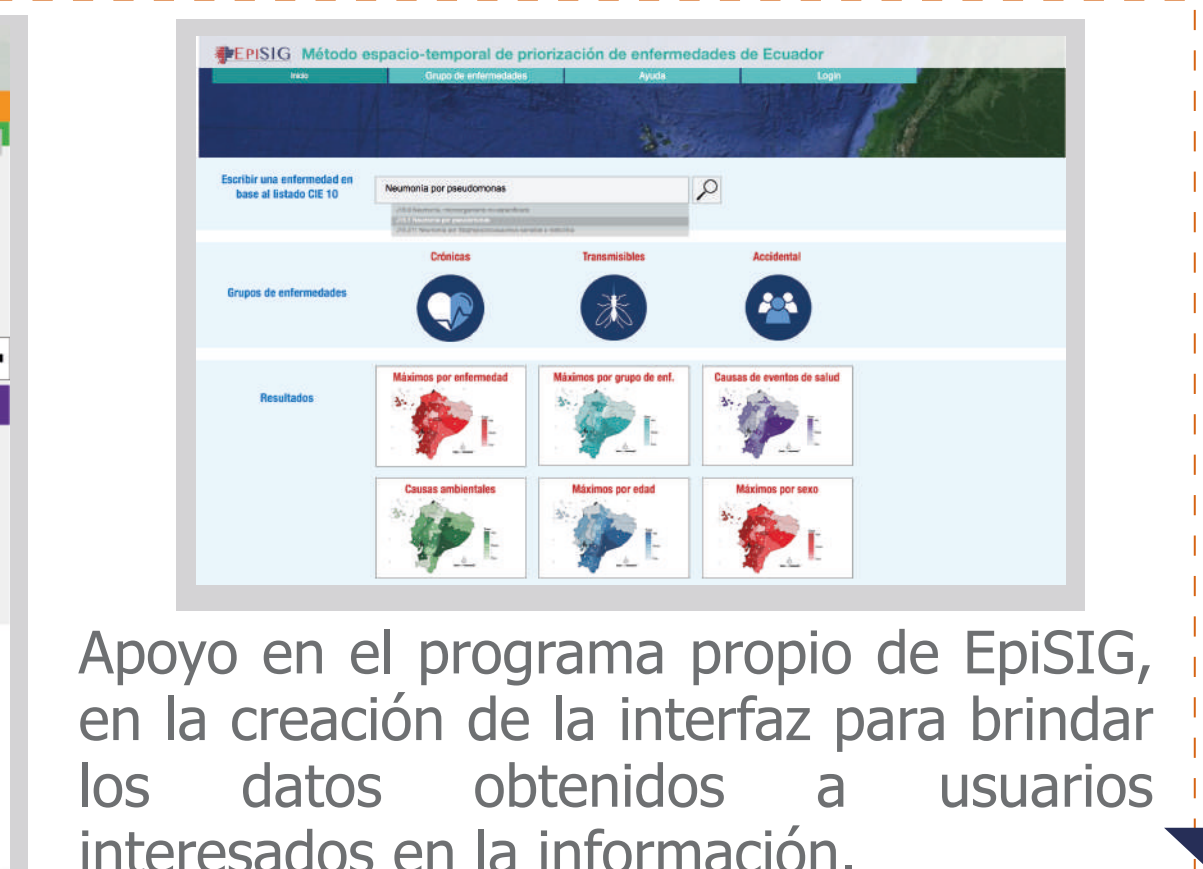 EPISIG Método espacio-temporal de priorización de enfermedades de Ecuador
Inicio Grupo de enfermedades Ayuda Login
Escribir una enfermedad en
base al listado CIE 10
Neumonía por pseudomonas
Neumonía por pseudomonas
Crónicas Transmisibles Accidental
Grupos de enfermedades
Máximos por enfermedad Máximos por grupo de enf. Causas de eventos de salud
Resultados
Causas ambientales Máximos por edad Máximos por sexo
Apoyo en el programa propio de EpiSIG,
en la creación de la interfaz para brindar
los datos obtenidos a usuarios
interesados en la información.